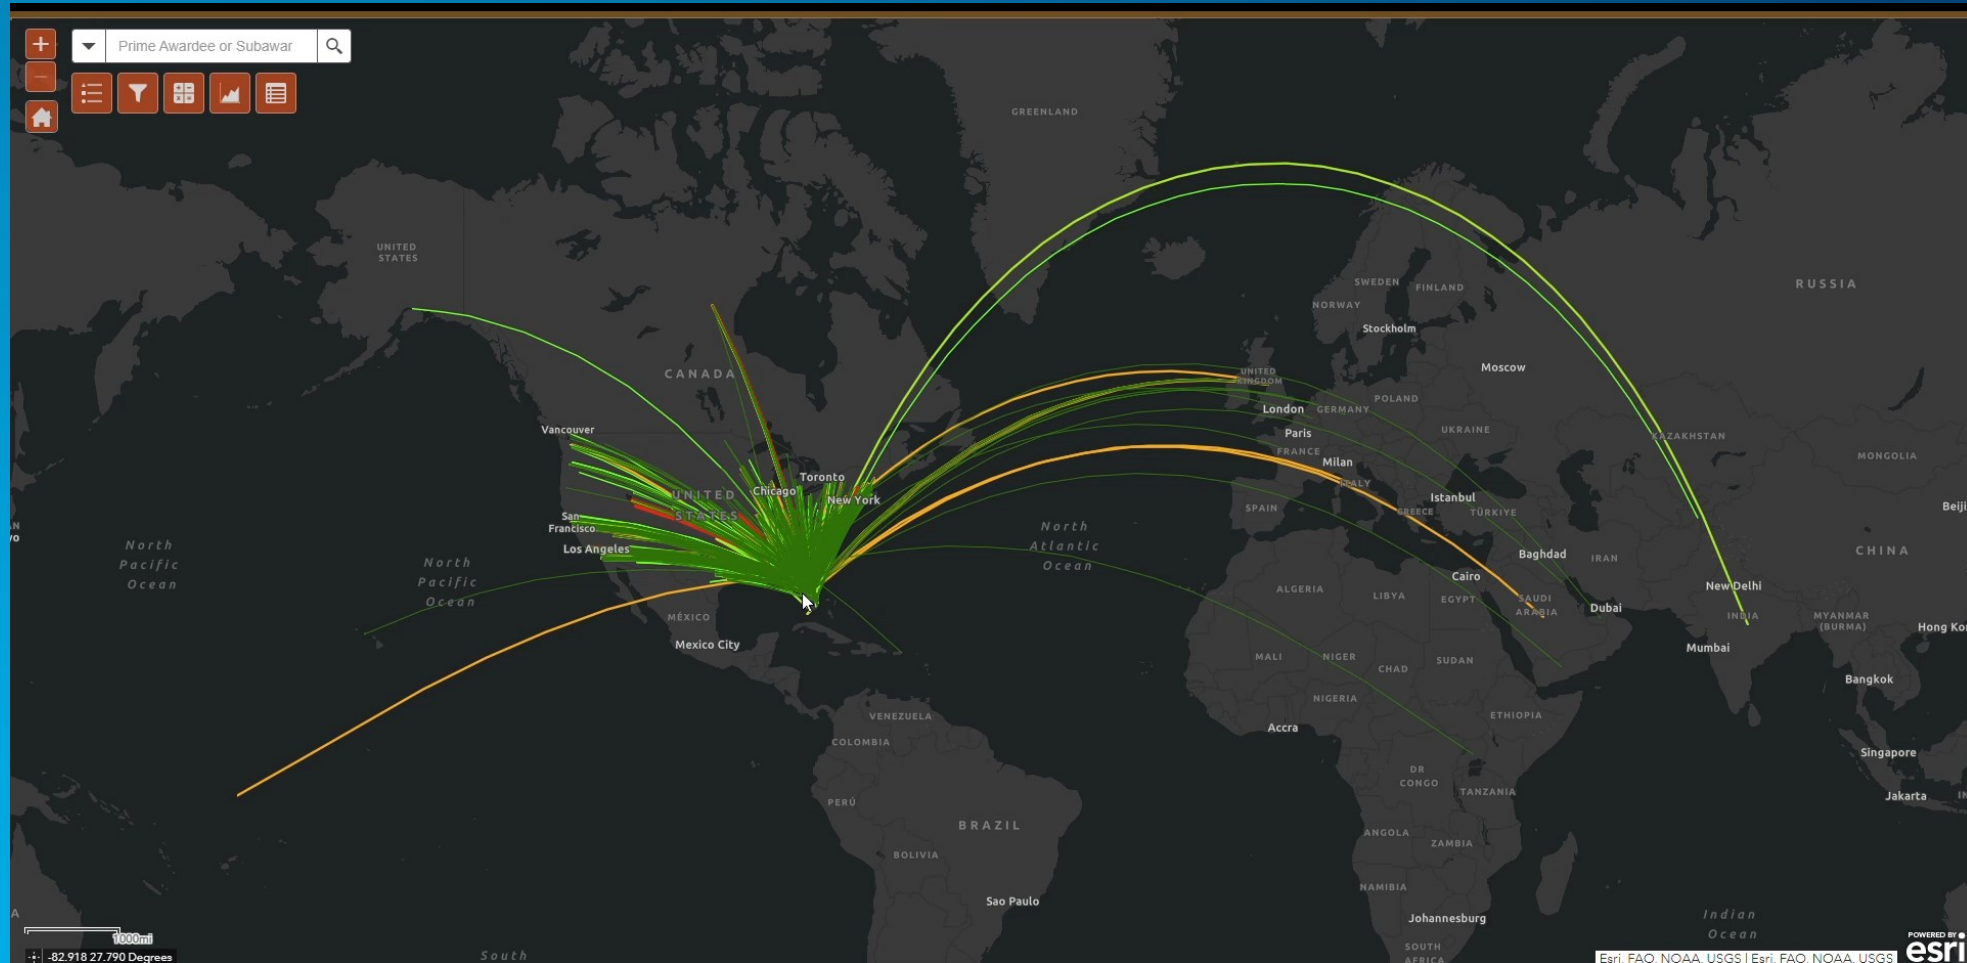 Prime Awardee or Subawar
GREENLAND
UNITED
STATES
RUSSIA
SWEDEN
FINLAND
NORWAY
Stockholm
Moscow
CANADA
UNITED
KINGDOM
POLAND
London
GERMANY
Vancouver
Paris
UKRAINE
KAZAKHSTAN
FRANCE
MONGOLIA
Milan
Toronto
ITALY
Chicago
New York
UNITED
STATES
Istanbul
SPAIN
GREECE
TÜRKIYE
Beiji
San
Francisco
North
Atlantic
Ocean
Los Angeles
North
Pacific
Ocean
North
Pacific
Ocean
Baghdad
IRAN
CHINA
Cairo
New Delhi
ALGERIA
LIBYA
EGYPT
SAUDI
ARABIA
Dubai
INDIA
MYANMAR
(BURMA)
Hong Ko
MÉXICO
Mexico City
Mumbai
MALI
NIGER
CHAD
SUDAN
Bangkok
NIGERIA
VENEZUELA
ETHIOPIA
Accra
COLOMBIA
Singapore
DR
CONGO
TANZANIA
Jakarta
IN
PERÚ
BRAZIL
ANGOLA
ZAMBIA
BOLIVIA
NAMIBIA
Sao Paulo
Johannesburg
Indian
Ocean
1000mi
SOUTH
AFRICA
South
-82.918 27.790 Degrees
Esri, FAO, NOAA, USGS | Esri, FAO, NOAA, USGS
POWERED BY
esri